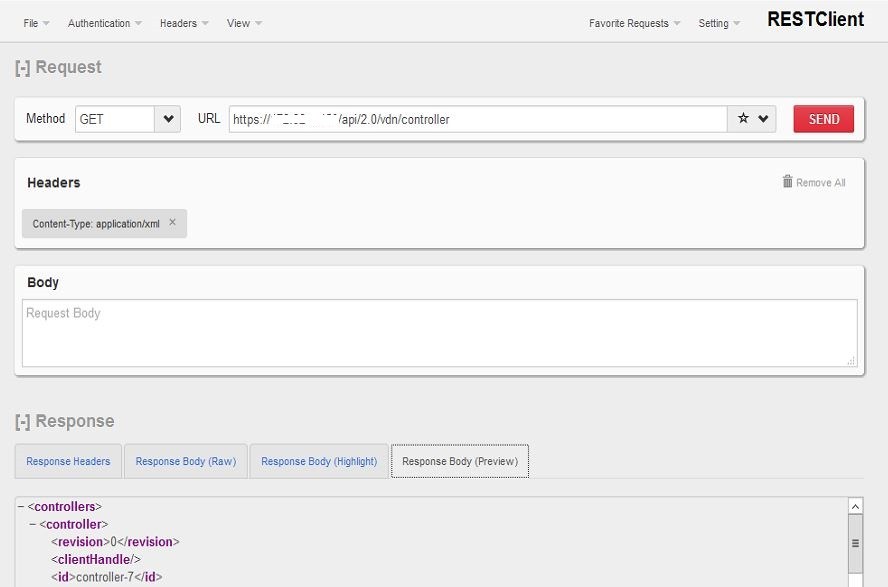 File Authentication Headers View Favorite Requests Setting RESTClient
[-] Request
Method GET URL https:// /api/2.0/vdn/controller SEND
Headers Remove All
Content-Type: application/xml ×
Body
Request Body
[-] Response
Response Headers Response Body (Raw) Response Body (Highlight) Response Body (Preview)
− <controllers>
− <controller>
<revision>0</revision>
<clientHandle/>
<id>controller-7</id>